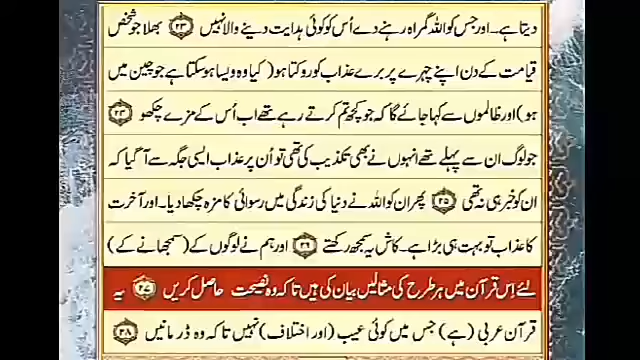 دیتا ہے۔ اور جس کو اللہ گمراہ رہنے دے اُس کو کوئی ہدایت دینے والا نہیں ﴿۲۳﴾ بھلا جو شخص
قیامت کے دن اپنے چہرے پر برے عذاب کو روکتا ہو (کیا وہ ویسا ہوسکتا ہے جو چین میں
ہو) اور ظالموں سے کہا جائے گا کہ جو کچھ تم کرتے رہے تھے اب اُس کے مزے چکھو ﴿۲۴﴾
جو لوگ ان سے پہلے تھے انہوں نے بھی تکذیب کی تھی تو اُن پر عذاب ایسی جگہ سے آ گیا کہ
ان کو خبر ہی نہ تھی ﴿۲۵﴾ پھر ان کو اللہ نے دنیا کی زندگی میں رسوائی کا مزہ چکھا دیا۔ اور آخرت
کا عذاب تو بہت ہی بڑا ہے۔ کاش یہ سمجھ رکھتے ﴿۲۶﴾ اور ہم نے لوگوں کے (سمجھانے کے)
لئے اِس قرآن میں ہر طرح کی مثالیں بیان کی ہیں تاکہ وہ نصیحت حاصل کریں ﴿۲۷﴾ یہ
قرآن عربی (ہے) جس میں کوئی عیب (اور اختلاف) نہیں تاکہ وہ ڈر مانیں ﴿۲۸﴾